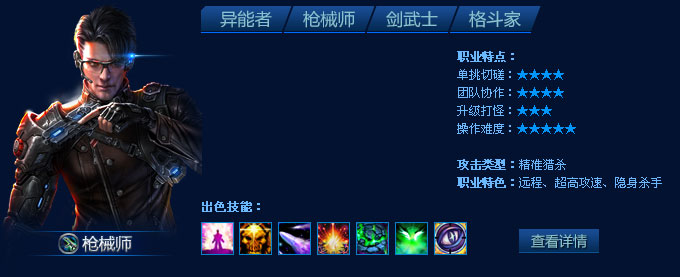 异能者 枪械师 剑武士 格斗家
职业特点：
单挑切磋：★★★★
团队协作：★★★★
升级打怪：★★★
操作难度：★★★★★
攻击类型：精准猎杀
职业特色：远程、超高攻速、隐身杀手
出色技能：
枪械师
查看详情